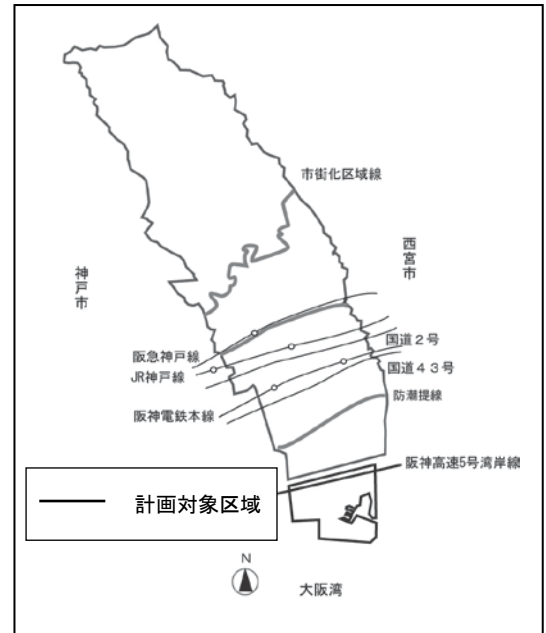 市街化区域線
西宮市
神戸市
阪急神戸線
国道2号
JR神戸線
国道43号
阪神電鉄本線
防潮提線
阪神高速5号湾岸線
計画対象区域
N
大阪湾